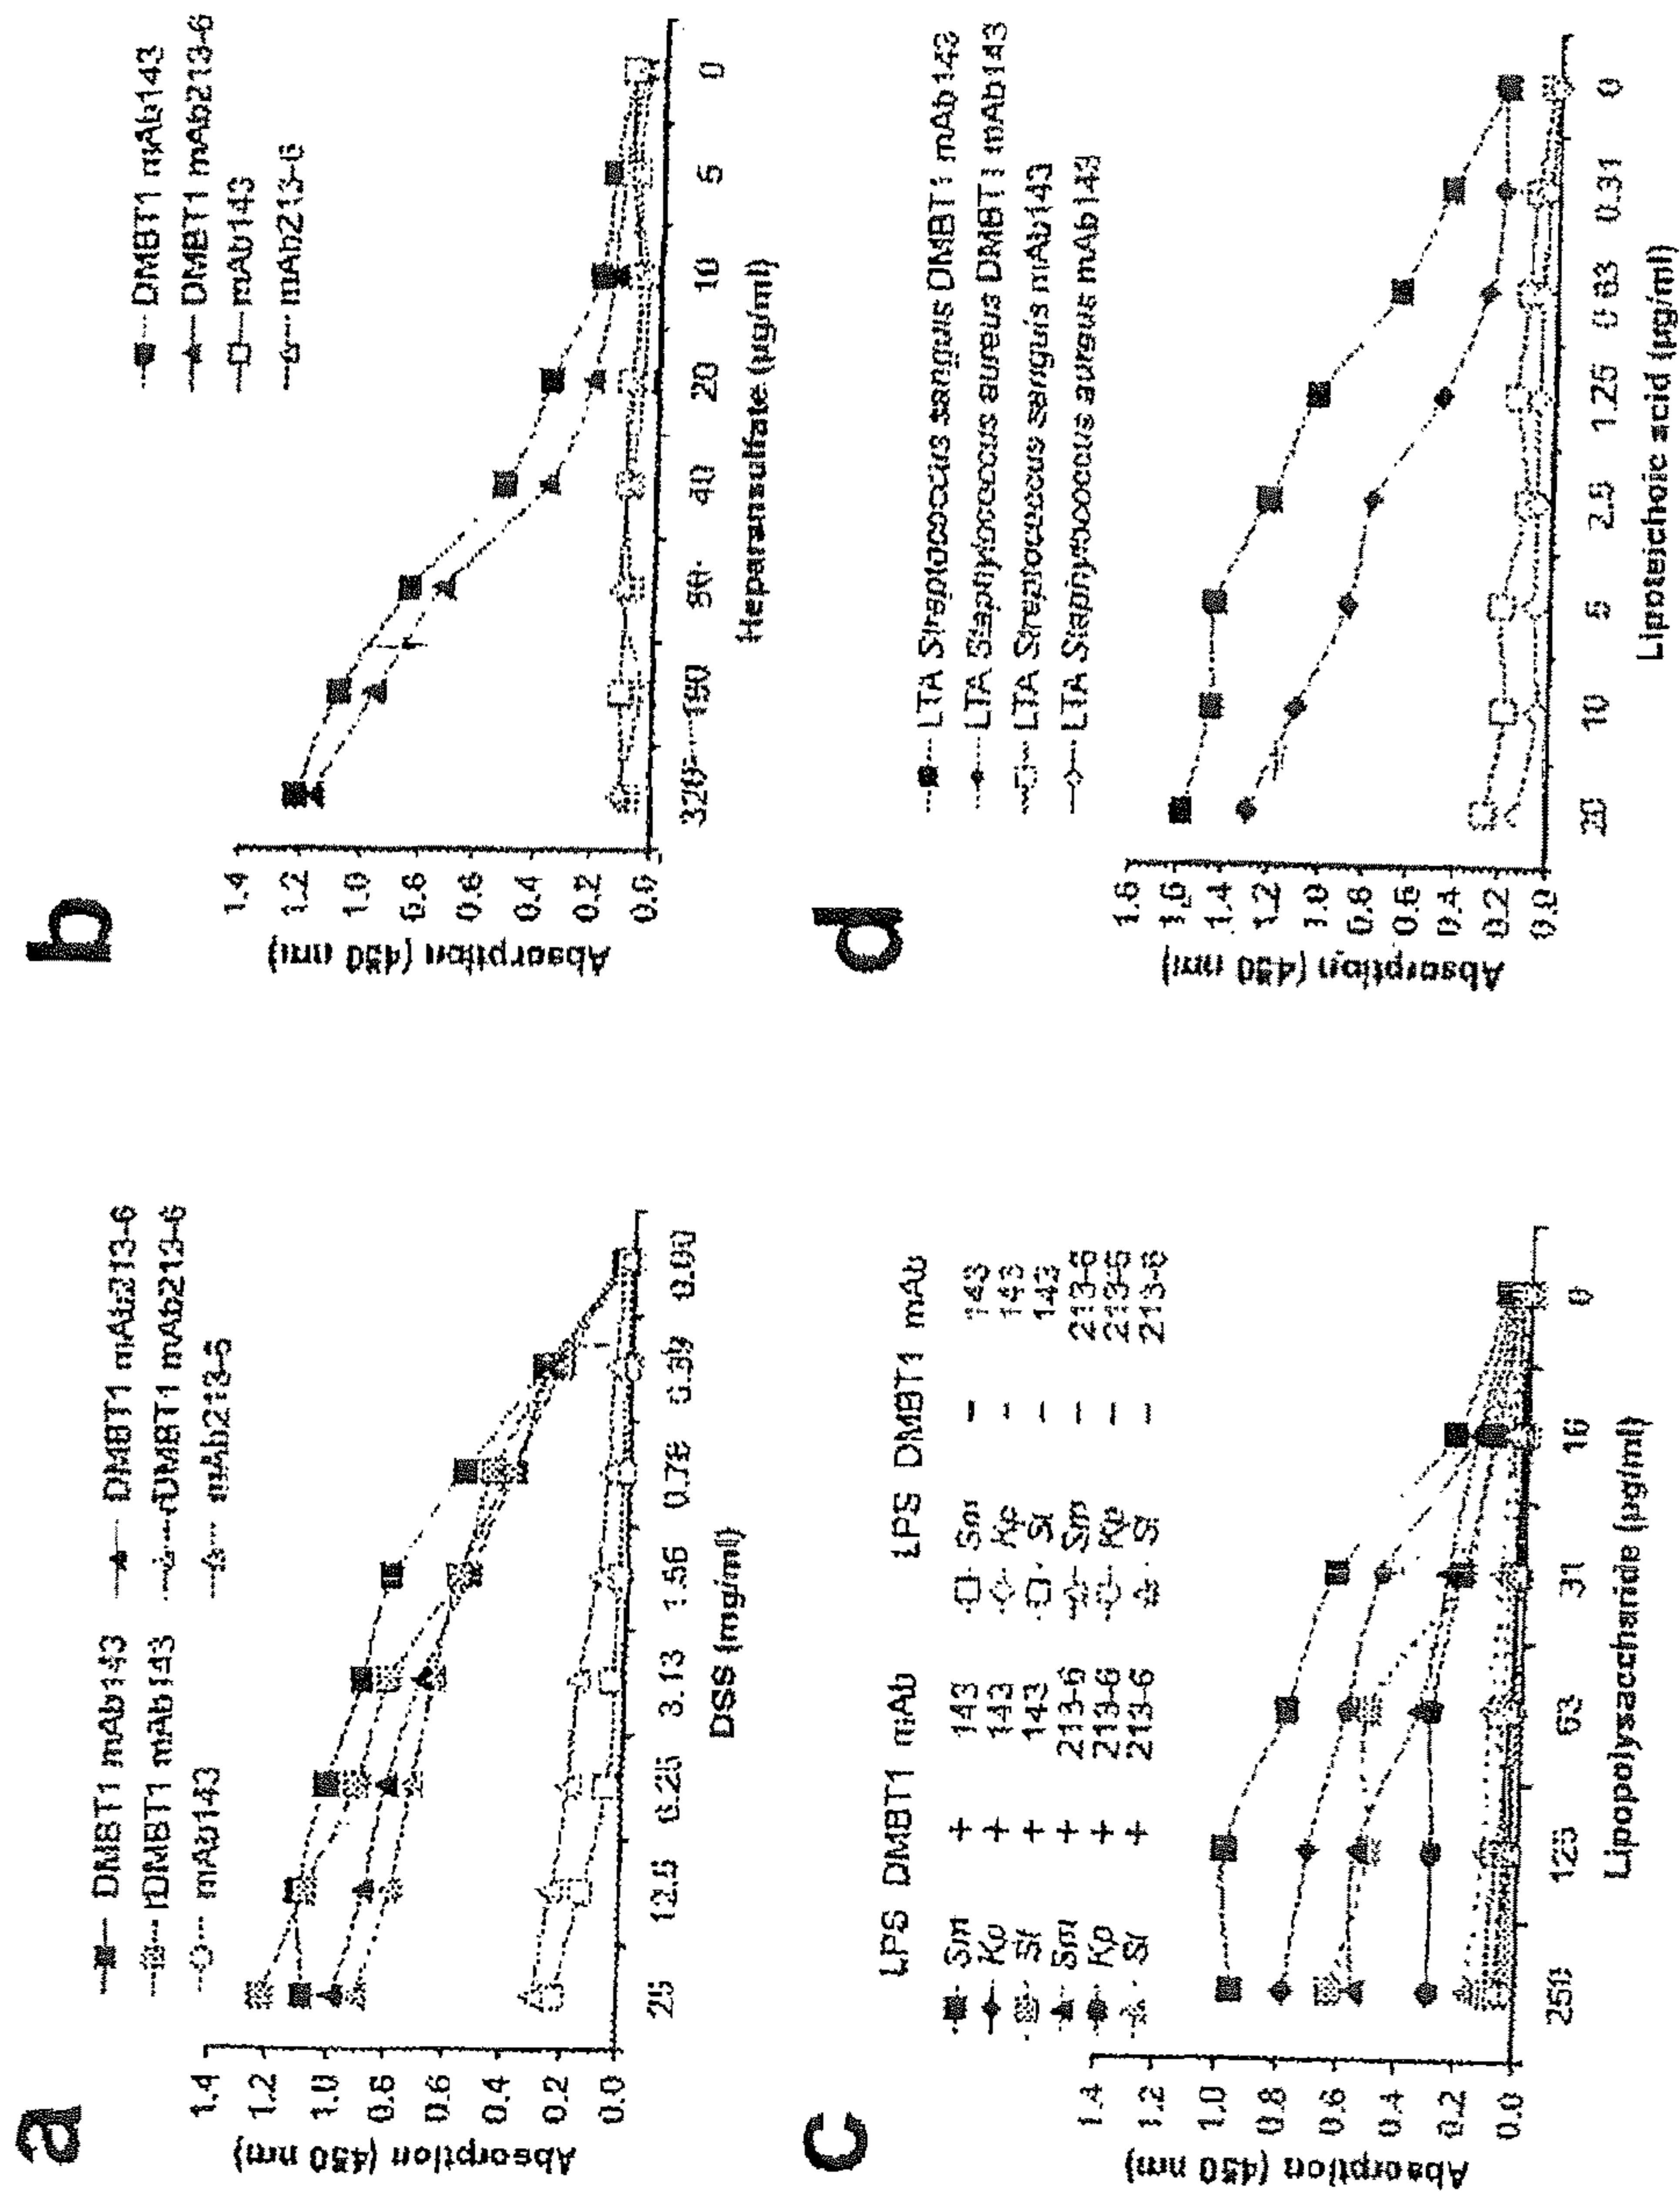 a
DMBT1 mAb143
DMBT1 mAb213-6
rDMBT1 mAb143
rDMBT1 mAb213-6
mAb143
mAb213-6
Absorption (450 nm)
1.4
1.2
1.0
0.8
0.6
0.4
0.2
0.0
25 12.5 6.25 3.13 1.56 0.78 0.39 0.00
DSS (mg/ml)
b
DMBT1 mAb143
DMBT1 mAb213-6
mAb143
mAb213-6
Absorption (450 nm)
1.4
1.2
1.0
0.8
0.6
0.4
0.2
0.0
320 160 80 40 20 10 5 0
Heparansulfate (µg/ml)
c
LPS DMBT1 mAb LPS DMBT1 mAb
Sm + 143 Sm – 143
Kp + 143 Kp – 143
St + 143 St – 143
Sm + 213-6 Sm – 213-6
Kp + 213-6 Kp – 213-6
St + 213-6 St – 213-6
Absorption (450 nm)
1.4
1.2
1.0
0.8
0.6
0.4
0.2
0.0
250 125 63 31 16 0
Lipopolysaccharide (µg/ml)
d
LTA Streptococcus sanguis DMBT1 mAb143
LTA Staphylococcus aureus DMBT1 mAb143
LTA Streptococcus sanguis mAb143
LTA Staphylococcus aureus mAb143
Absorption (450 nm)
1.8
1.6
1.4
1.2
1.0
0.8
0.6
0.4
0.2
0.0
20 10 5 2.5 1.25 0.63 0.31 0
Lipoteichoic acid (µg/ml)